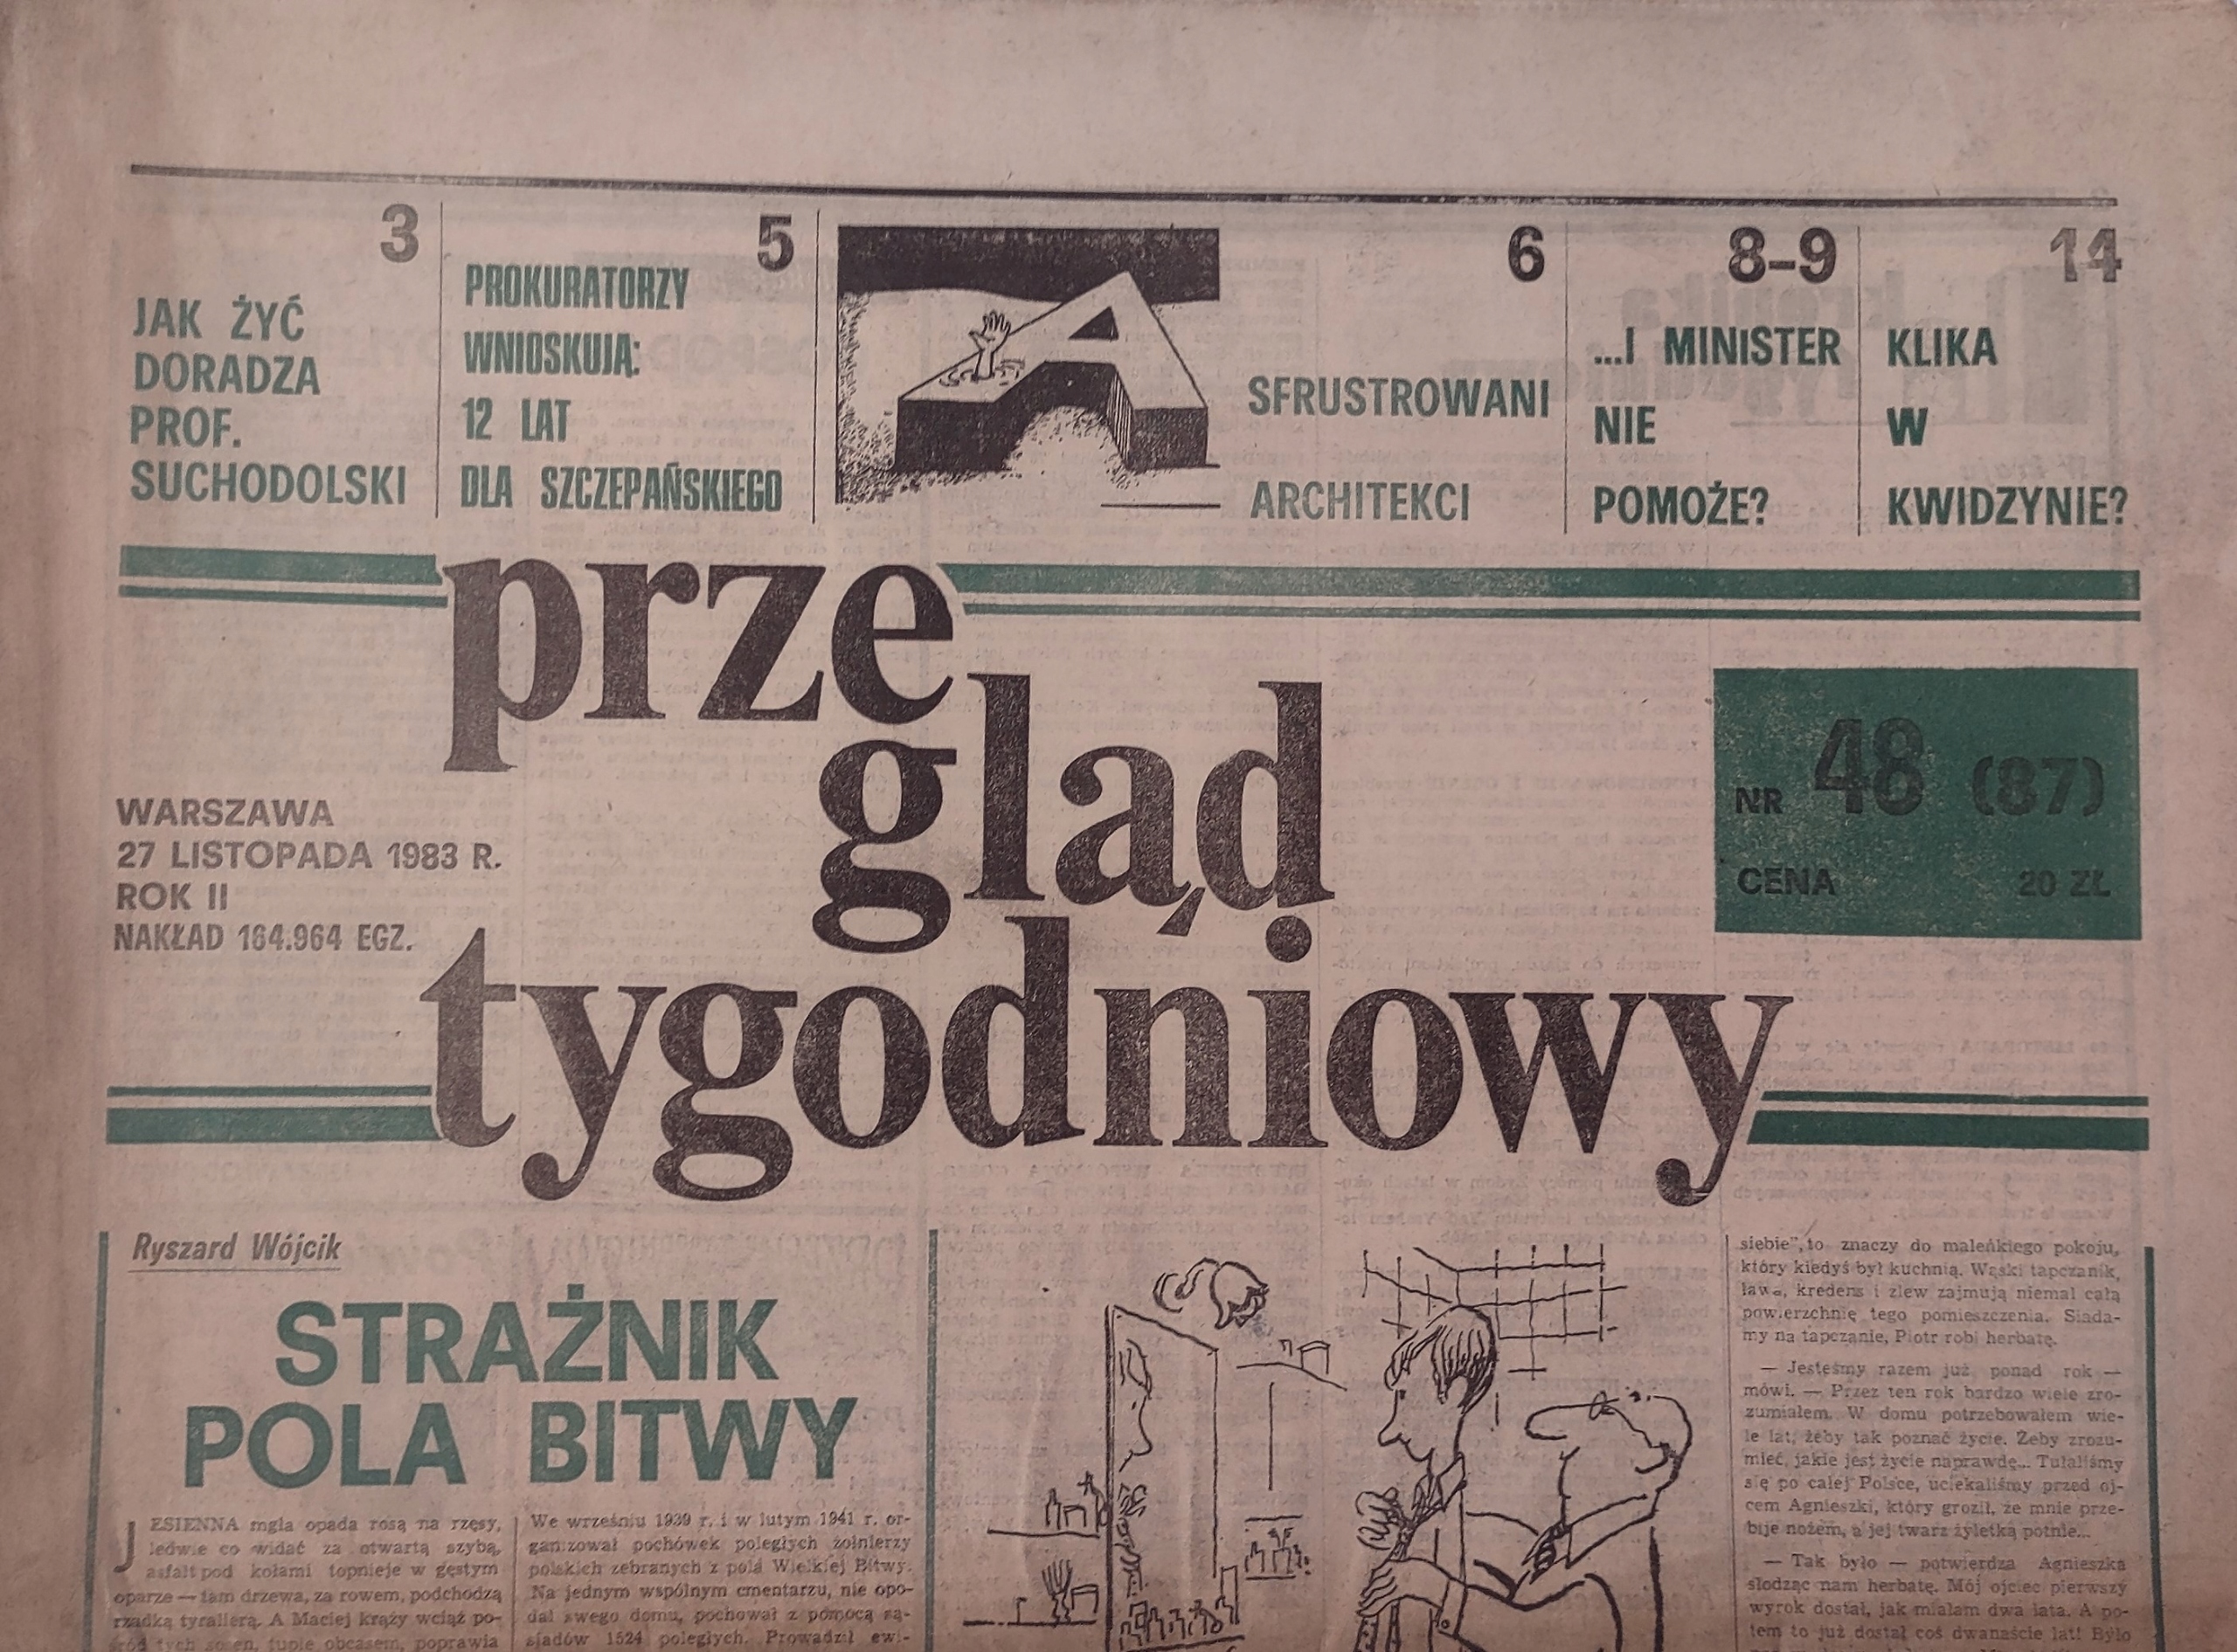 3
JAK ŻYĆ
DORADZA
PROF.
SUCHODOLSKI
5
PROKURATORZY
WNIOSKUJĄ:
12 LAT
DLA SZCZEPAŃSKIEGO
A
6
SFRUSTROWANI
ARCHITEKCI
8–9
...I MINISTER
NIE
POMOŻE?
14
KLIKA
W
KWIDZYNIE?
prze
gląd
tygodniowy
WARSZAWA
27 LISTOPADA 1983 R.
ROK II
NAKŁAD 164.964 EGZ.
NR 48 (87)
CENA 20 ZŁ
Ryszard Wójcik
STRAŻNIK
POLA BITWY
JESIENNA mgła opada rosą na rzęsy,
ledwie co widać za otwartą szybą,
asfalt pod kołami topnieje w gęstym
oparze — tam drzewa, za rowem, podchodzą
rzadką tyralierą. A Maciej krąży wciąż po-
śród tych sosen, tupie obcasem, poprawia
We wrześniu 1939 r. i w lutym 1941 r. or-
ganizował pochówek poległych żołnierzy
polskich zebranych z pola Wielkiej Bitwy.
Na jednym wspólnym cmentarzu, nie opo-
dal swego domu, pochował z pomocą są-
siadów 1524 poległych. Prowadził ewi-
siebie”, to znaczy do maleńkiego pokoju,
który kiedyś był kuchnią. Wąski tapczanik,
ława, kredens i zlew zajmują niemal całą
powierzchnię tego pomieszczenia. Siada-
my na tapczanie, Piotr robi herbatę.
— Jesteśmy razem już ponad rok —
mówi. — Przez ten rok bardzo wiele zro-
zumiałem. W domu potrzebowałem wie-
le lat, żeby tak poznać życie. Żeby zrozu-
mieć, jakie jest życie naprawdę... Tułaliśmy
się po całej Polsce, uciekaliśmy przed oj-
cem Agnieszki, który groził, że mnie prze-
bije nożem, a jej twarz żyletką potnie...
— Tak było — potwierdza Agnieszka
słodząc nam herbatę. Mój ojciec pierwszy
wyrok dostał, jak miałam dwa lata. A po-
tem to już dostał coś dwanaście lat! Było